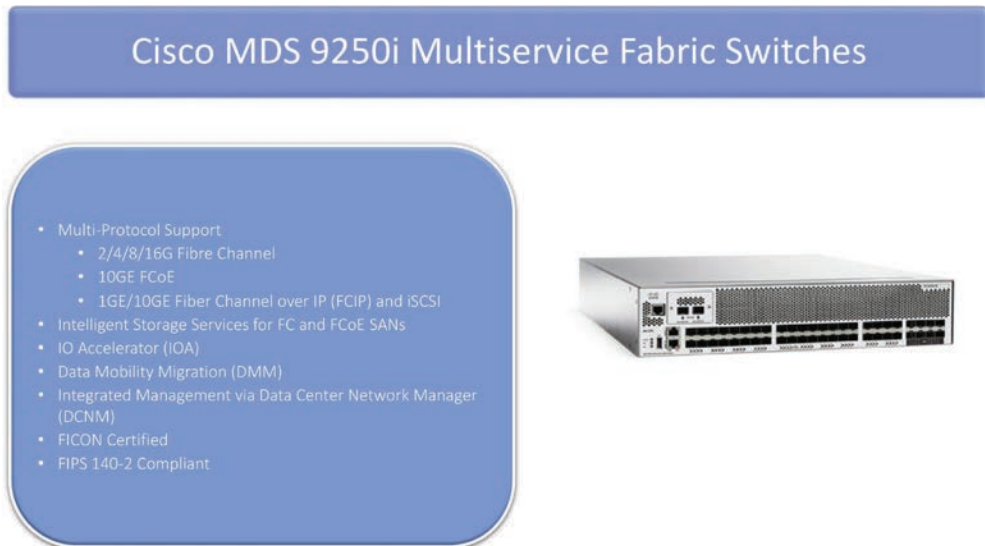 Cisco MDS 9250i Multiservice Fabric Switches
• Multi-Protocol Support
• 2/4/8/16G Fibre Channel
• 10GE FCoE
• 1GE/10GE Fiber Channel over IP (FCIP) and iSCSI
• Intelligent Storage Services for FC and FCoE SANs
• IO Accelerator (IOA)
• Data Mobility Migration (DMM)
• Integrated Management via Data Center Network Manager
(DCNM)
• FICON Certified
• FIPS 140-2 Compliant